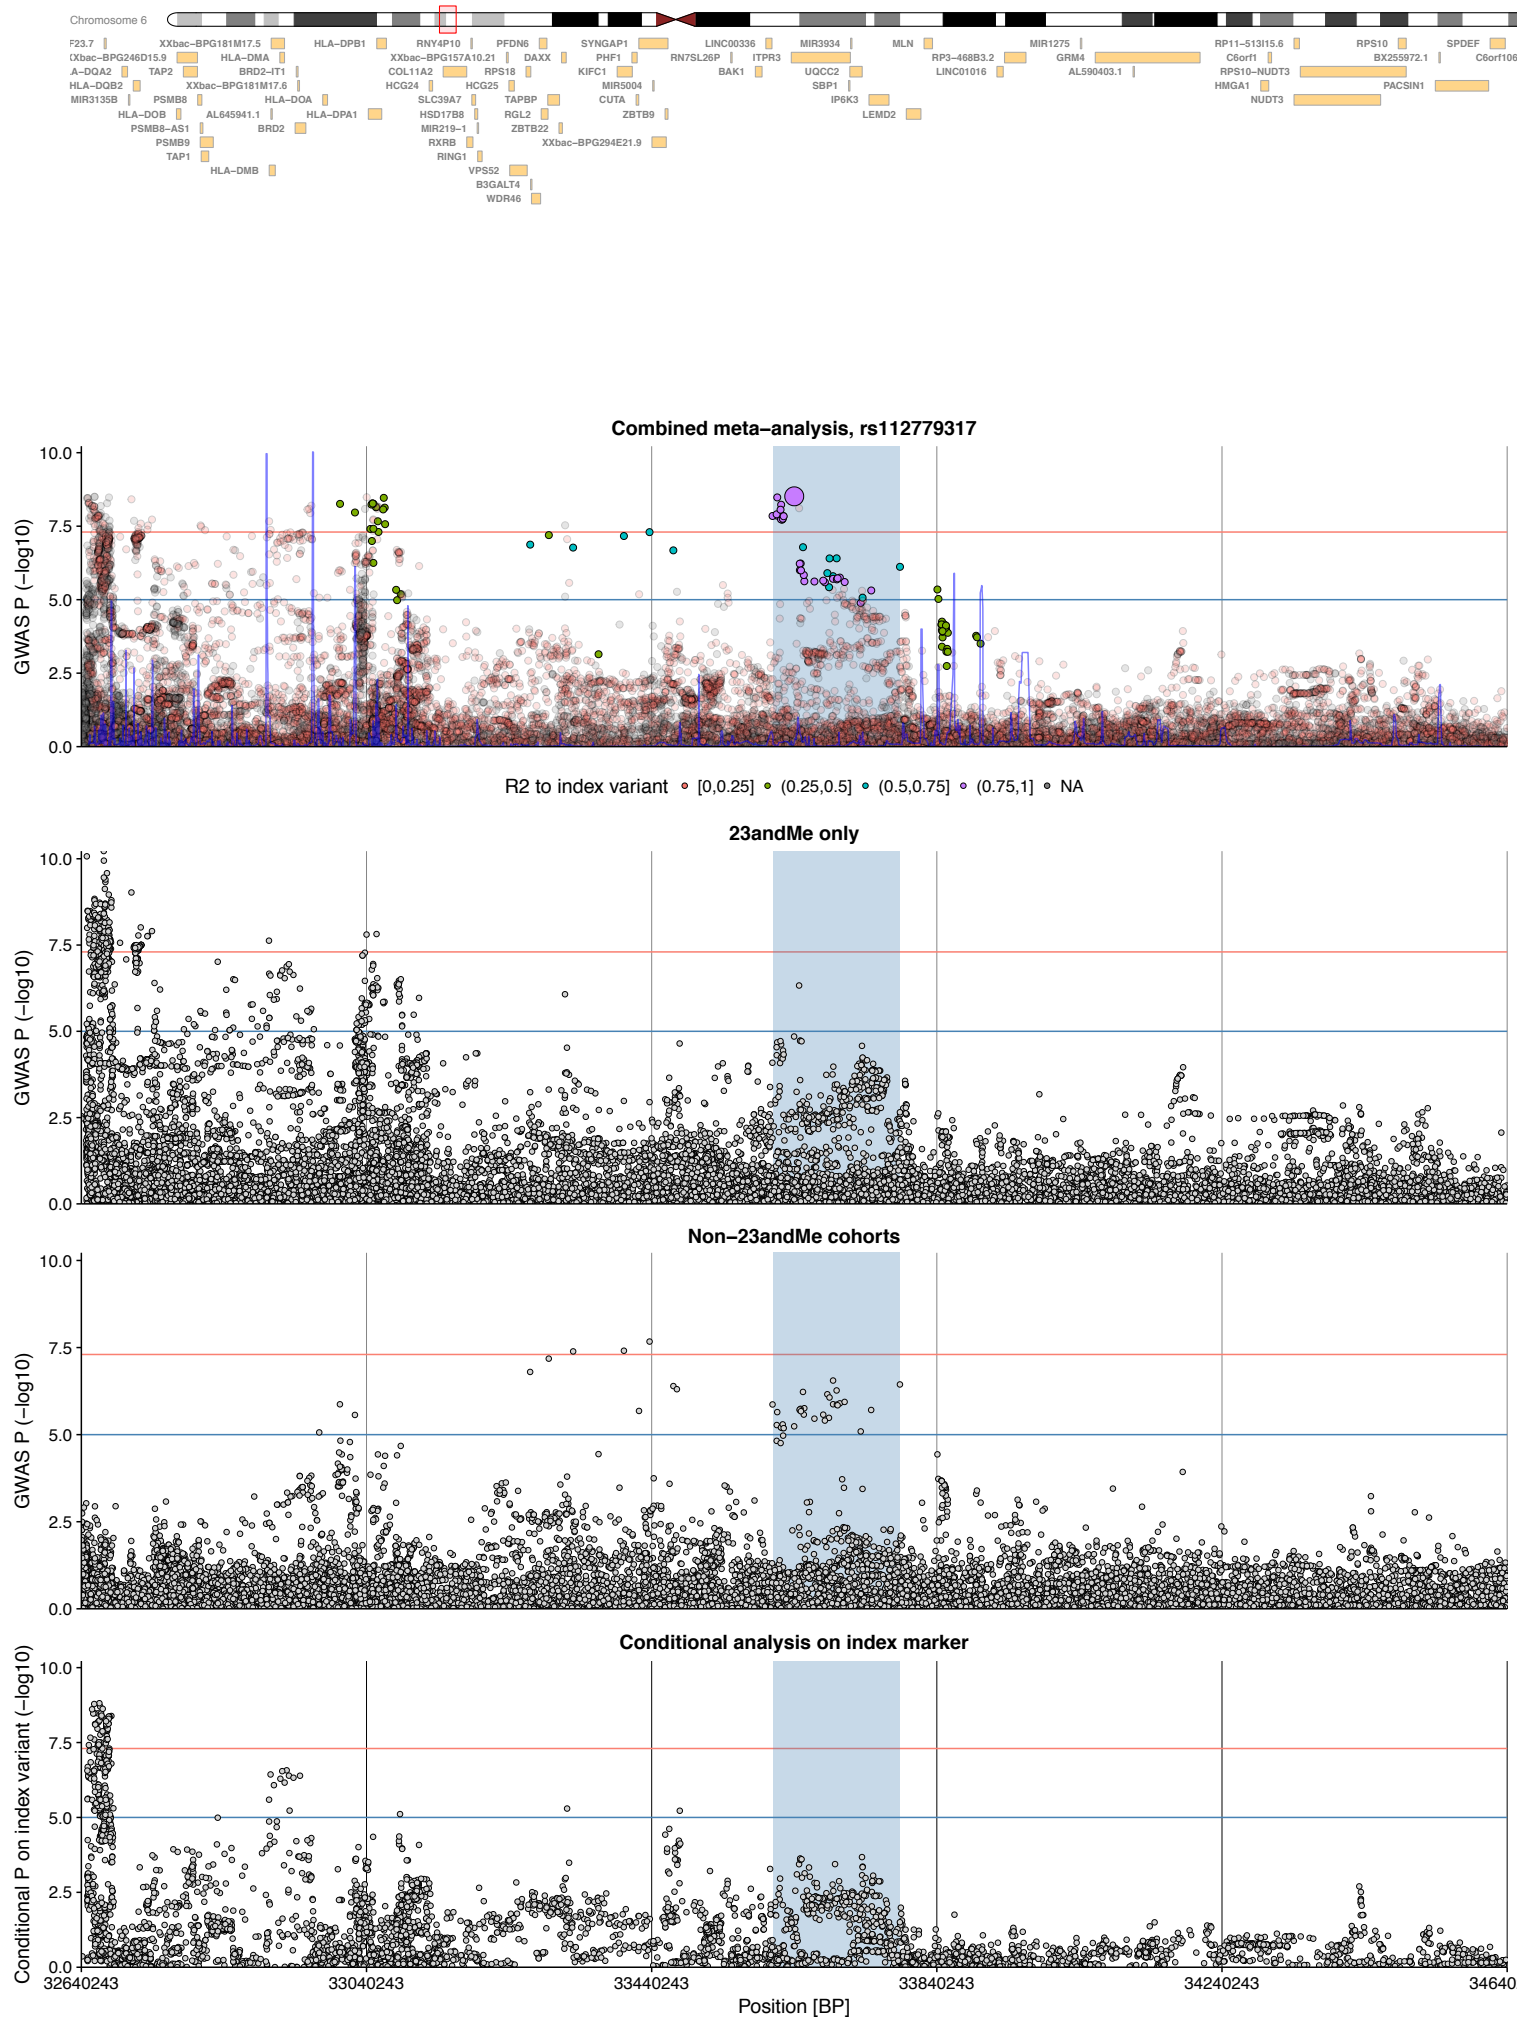 Chromosome 6
F23.7 XXbac−BPG181M17.5 HLA−DPB1 RNY4P10 PFDN6 SYNGAP1 LINC00336 MIR3934 MLN MIR1275 RP11−513I15.6 RPS10 SPDEF
XXbac−BPG246D15.9 HLA−DMA XXbac−BPG157A10.21 DAXX PHF1 RN7SL26P ITPR3 RP3−468B3.2 GRM4 C6orf1 BX255972.1 C6orf106
A−DQA2 TAP2 BRD2−IT1 COL11A2 RPS18 KIFC1 BAK1 UQCC2 LINC01016 AL590403.1 RPS10−NUDT3
HLA−DQB2 XXbac−BPG181M17.6 HCG24 HCG25 MIR5004 SBP1 HMGA1 PACSIN1
MIR3135B PSMB8 HLA−DOA SLC39A7 TAPBP CUTA IP6K3 NUDT3
HLA−DOB AL645941.1 HLA−DPA1 HSD17B8 RGL2 ZBTB9 LEMD2
PSMB8−AS1 BRD2 MIR219−1 ZBTB22
PSMB9 RXRB XXbac−BPG294E21.9
TAP1 RING1
HLA−DMB VPS52
B3GALT4
WDR46
Combined meta−analysis, rs112779317
GWAS P (−log10)
10.0
7.5
5.0
2.5
0.0
R2 to index variant [0,0.25] (0.25,0.5] (0.5,0.75] (0.75,1] NA
23andMe only
GWAS P (−log10)
10.0
7.5
5.0
2.5
0.0
Non−23andMe cohorts
GWAS P (−log10)
10.0
7.5
5.0
2.5
0.0
Conditional analysis on index marker
Conditional P on index variant (−log10)
10.0
7.5
5.0
2.5
0.0
32640243 33040243 33440243 33840243 34240243 34640
Position [BP]